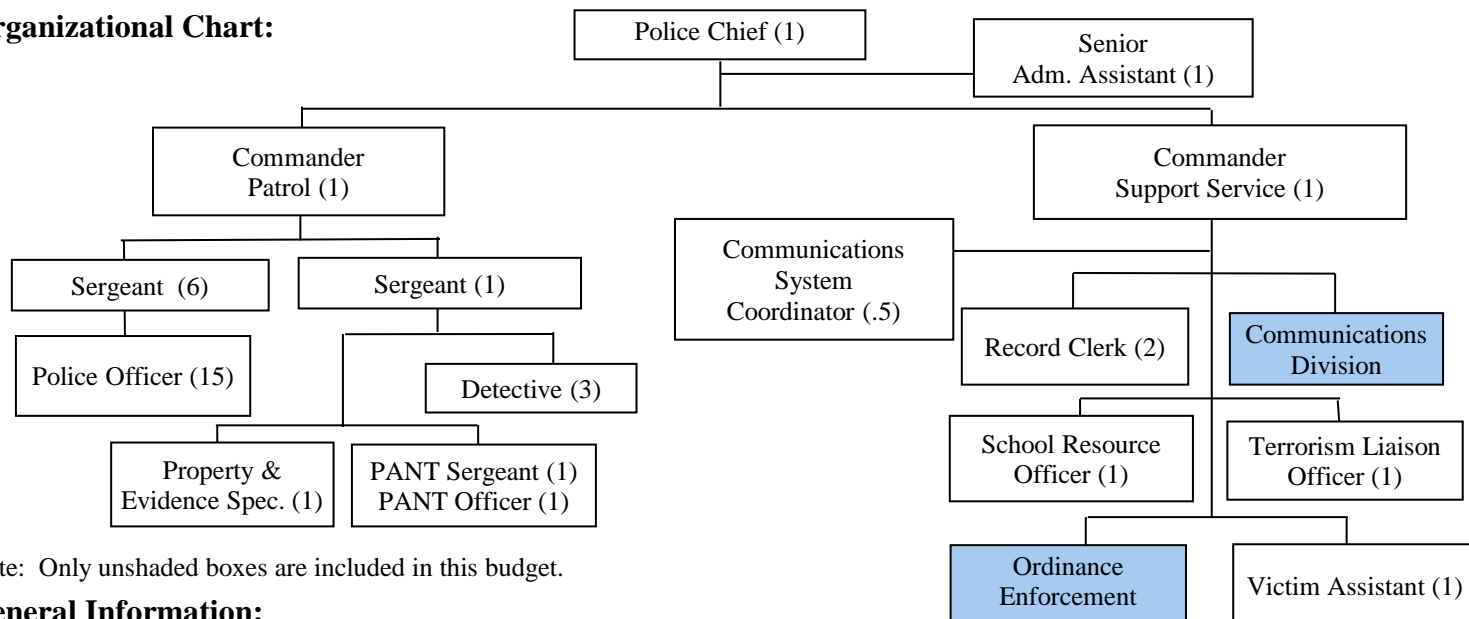 rganizational Chart:
Police Chief (1)
Senior
Adm. Assistant (1)
Commander
Patrol (1)
Commander
Support Service (1)
Sergeant (6)
Sergeant (1)
Communications
System
Coordinator (.5)
Police Officer (15)
Detective (3)
Record Clerk (2)
Communications
Division
Property &
Evidence Spec. (1)
PANT Sergeant (1)
PANT Officer (1)
School Resource
Officer (1)
Terrorism Liaison
Officer (1)
Ordinance
Enforcement
Victim Assistant (1)
te: Only unshaded boxes are included in this budget.
eneral Information: